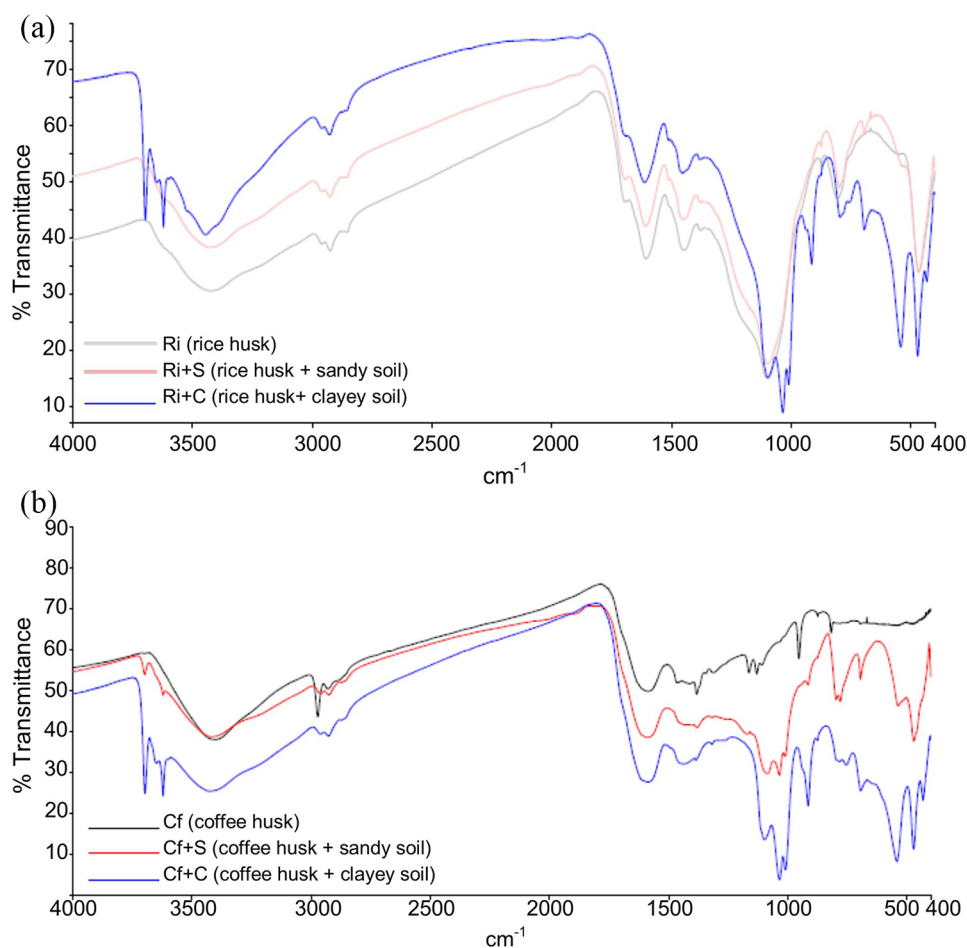 (a)
70
60
50
40
30
20
10
% Transmittance
Ri (rice husk)
Ri+S (rice husk + sandy soil)
Ri+C (rice husk+ clayey soil)
4000 3500 3000 2500 2000 1500 1000 500 400
cm-1
(b)
90
80
70
60
50
40
30
20
10
% Transmittance
Cf (coffee husk)
Cf+S (coffee husk + sandy soil)
Cf+C (coffee husk + clayey soil)
4000 3500 3000 2500 2000 1500 1000 500 400
cm-1